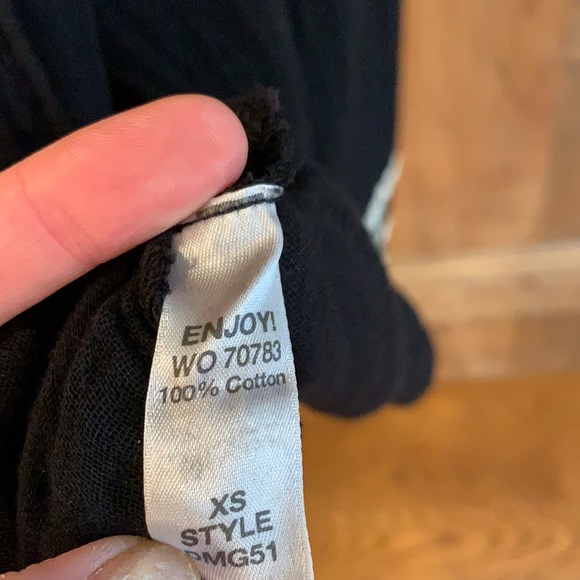 ENJOY!
WO 70783
100% Cotton
XS
STYLE